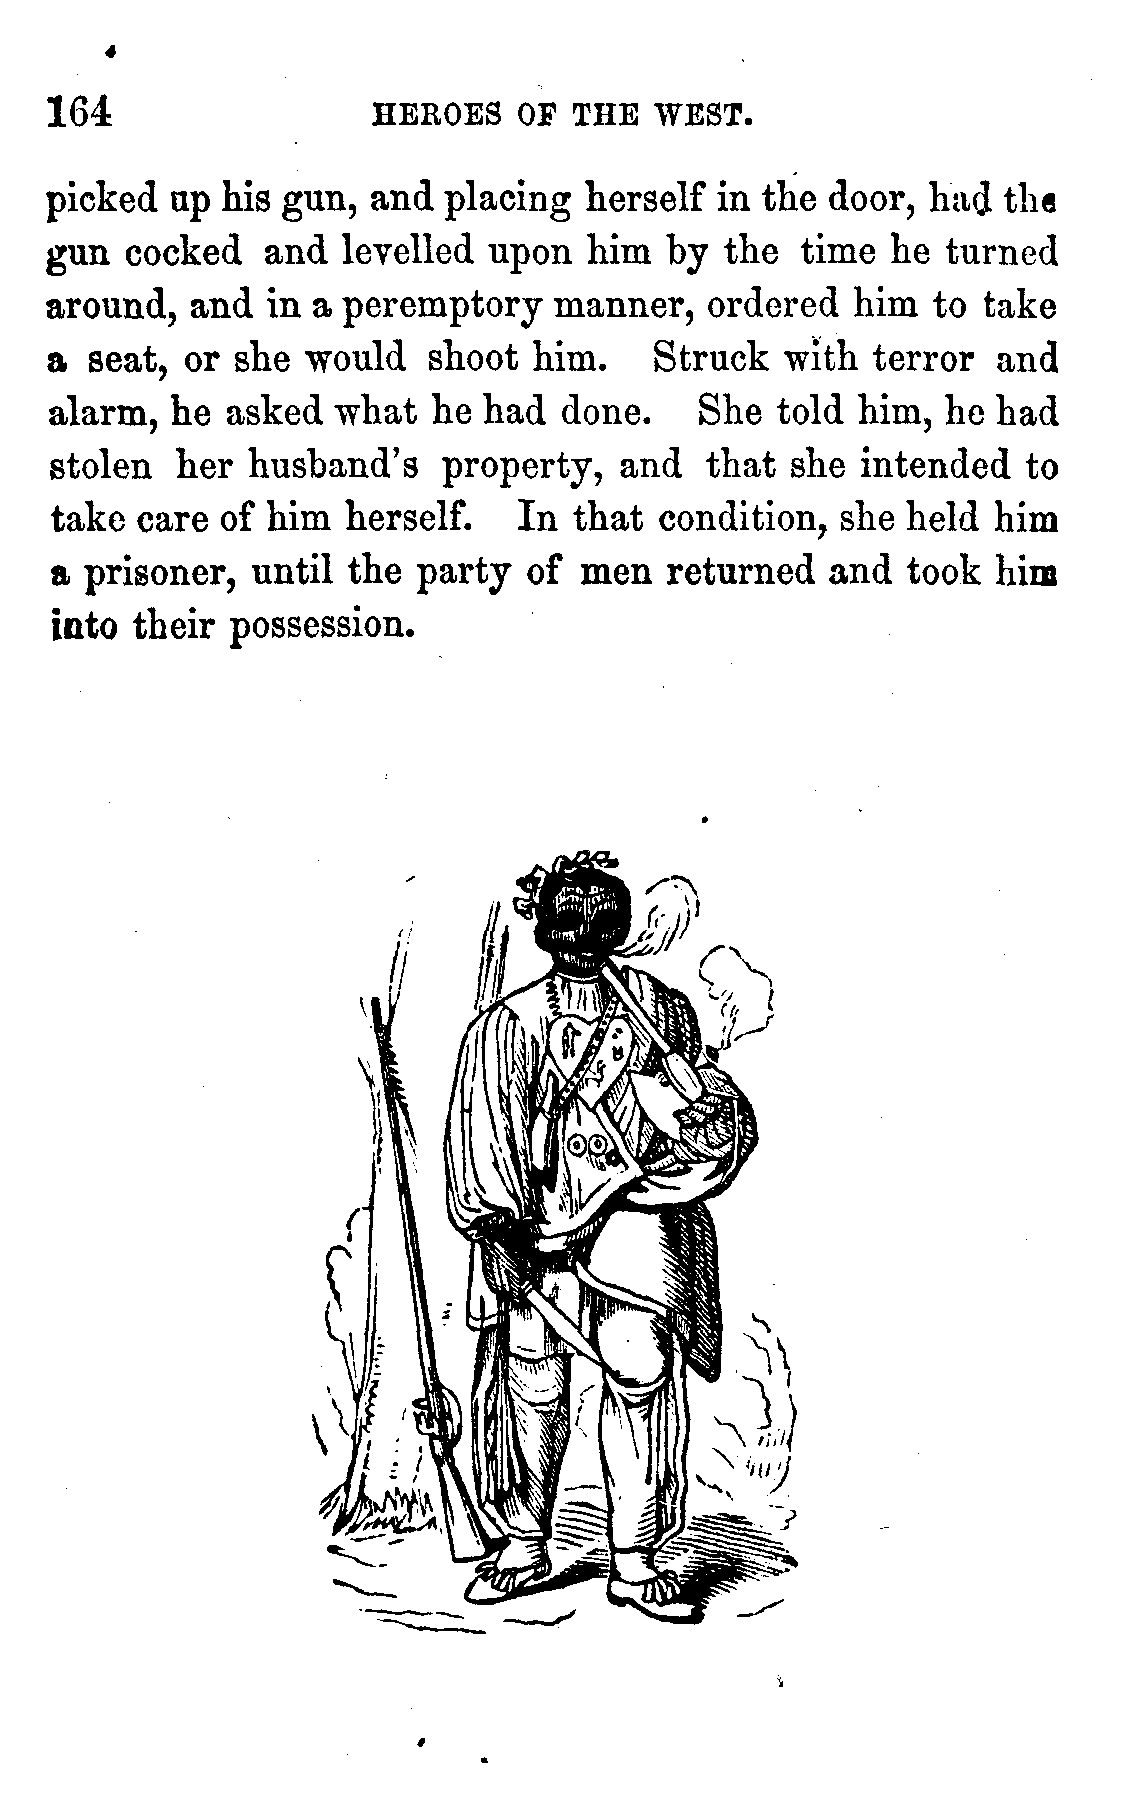 164 HEROES OF THE WEST.
picked up his gun, and placing herself in the door, had the
gun cocked and levelled upon him by the time he turned
around, and in a peremptory manner, ordered him to take
a seat, or she would shoot him. Struck with terror and
alarm, he asked what he had done. She told him, he had
stolen her husband's property, and that she intended to
take care of him herself. In that condition, she held him
a prisoner, until the party of men returned and took him
into their possession.